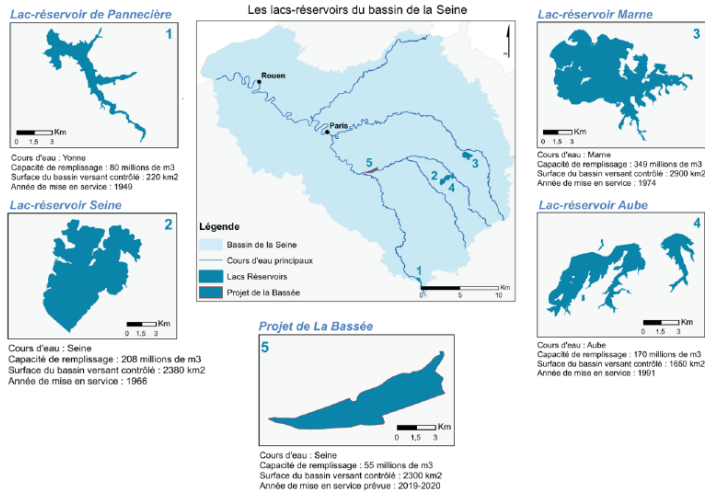 Les lacs-réservoirs du bassin de la Seine
Lac-réservoir de Pannecière
1
0 1,5 3 Km
Cours d'eau : Yonne
Capacité de remplissage : 80 millions de m3
Surface du bassin versant contrôlé : 220 km2
Année de mise en service : 1949
Lac-réservoir Seine
2
0 1,5 3 Km
Cours d'eau : Seine
Capacité de remplissage : 208 millions de m3
Surface du bassin versant contrôlé : 2380 km2
Année de mise en service : 1966
Rouen
Paris
5
3
2
4
1
Légende
Bassin de la Seine
Cours d'eau principaux
Lacs Réservoirs
Projet de la Bassée
Km
0 5 10
Lac-réservoir Marne
3
Km
0 1,5 3
Cours d'eau : Marne
Capacité de remplissage : 349 millions de m3
Surface du bassin versant contrôlé : 2900 km2
Année de mise en service : 1974
Lac-réservoir Aube
4
Km
0 1,5 3
Cours d'eau : Aube
Capacité de remplissage : 170 millions de m3
Surface du bassin versant contrôlé : 1650 km2
Année de mise en service : 1991
Projet de La Bassée
5
Km
0 1,5 3
Cours d'eau : Seine
Capacité de remplissage : 55 millions de m3
Surface du bassin versant contrôlé : 2300 km2
Année de mise en service prévue : 2019-2020